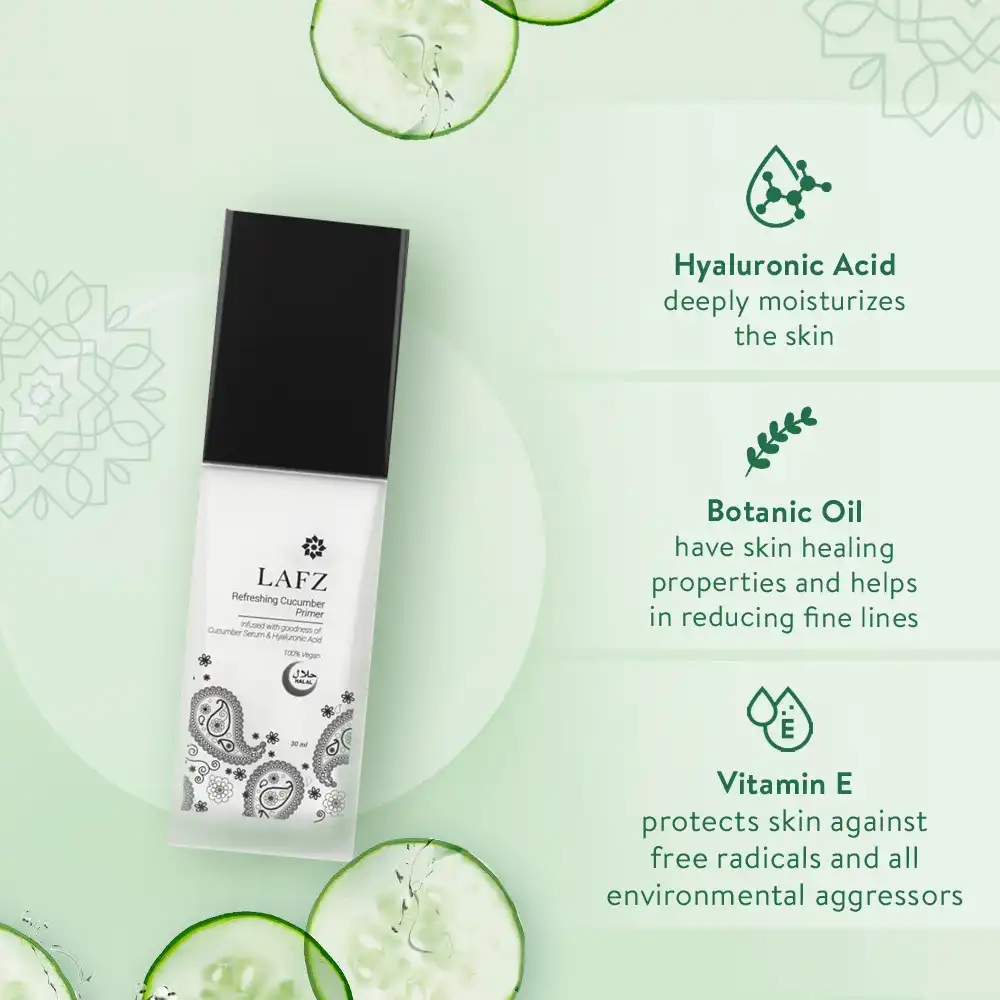 LAFZ
Refreshing Cucumber
Primer
Infused with goodness of
Cucumber Serum & Hyaluronic Acid
100% Vegan
حلال
HALAL
30 ml
Hyaluronic Acid
deeply moisturizes
the skin
Botanic Oil
have skin healing
properties and helps
in reducing fine lines
E
Vitamin E
protects skin against
free radicals and all
environmental aggressors